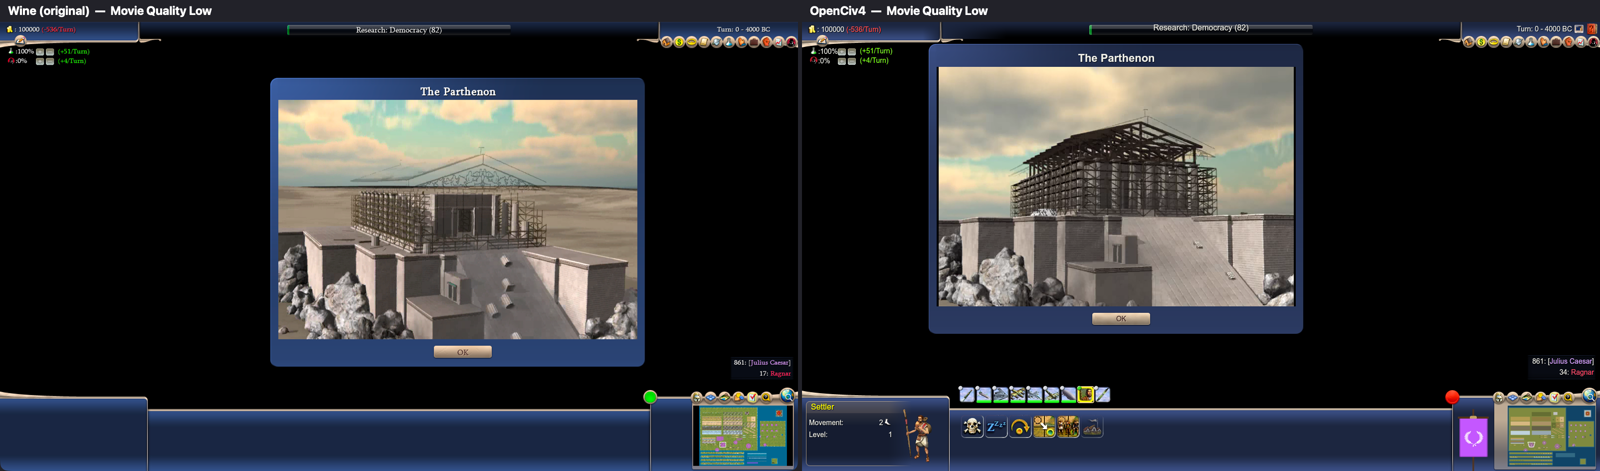 Wine (original) — Movie Quality Low
: 100000 (-536/Turn)
Research: Democracy (82)
Turn: 0 - 4000 BC
:100% (+51/Turn)
:0% (+4/Turn)
The Parthenon
OK
861: [Julius Caesar]
17: Ragnar
OpenCiv4 — Movie Quality Low
: 100000 (-536/Turn)
Research: Democracy (82)
Turn: 0 - 4000 BC
:100% (+51/Turn)
:0% (+4/Turn)
The Parthenon
OK
861: [Julius Caesar]
34: Ragnar
Settler
Movement: 2
Level: 1